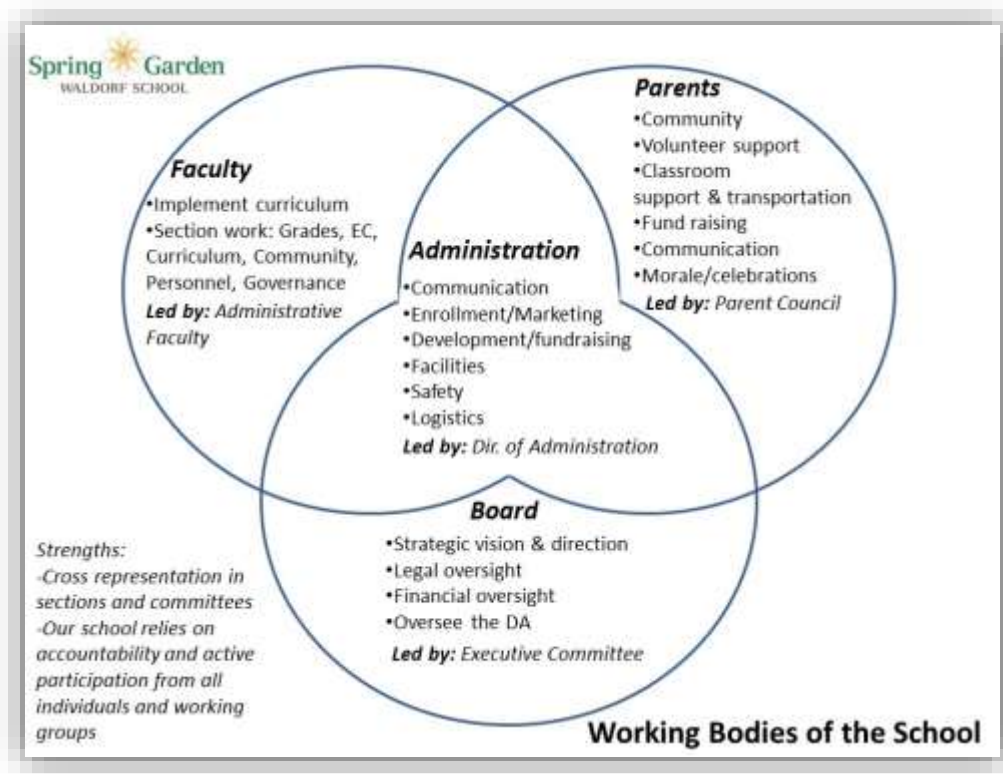 Spring Garden
WALDORF SCHOOL
Faculty
•Implement curriculum
•Section work: Grades, EC,
Curriculum, Community,
Personnel, Governance
Led by: Administrative
Faculty
Parents
•Community
•Volunteer support
•Classroom
support & transportation
•Fund raising
•Communication
•Morale/celebrations
Led by: Parent Council
Administration
•Communication
•Enrollment/Marketing
•Development/fundraising
•Facilities
•Safety
•Logistics
Led by: Dir. of Administration
Board
•Strategic vision & direction
•Legal oversight
•Financial oversight
•Oversee the DA
Led by: Executive Committee
Strengths:
-Cross representation in
sections and committees
-Our school relies on
accountability and active
participation from all
individuals and working
groups
Working Bodies of the School